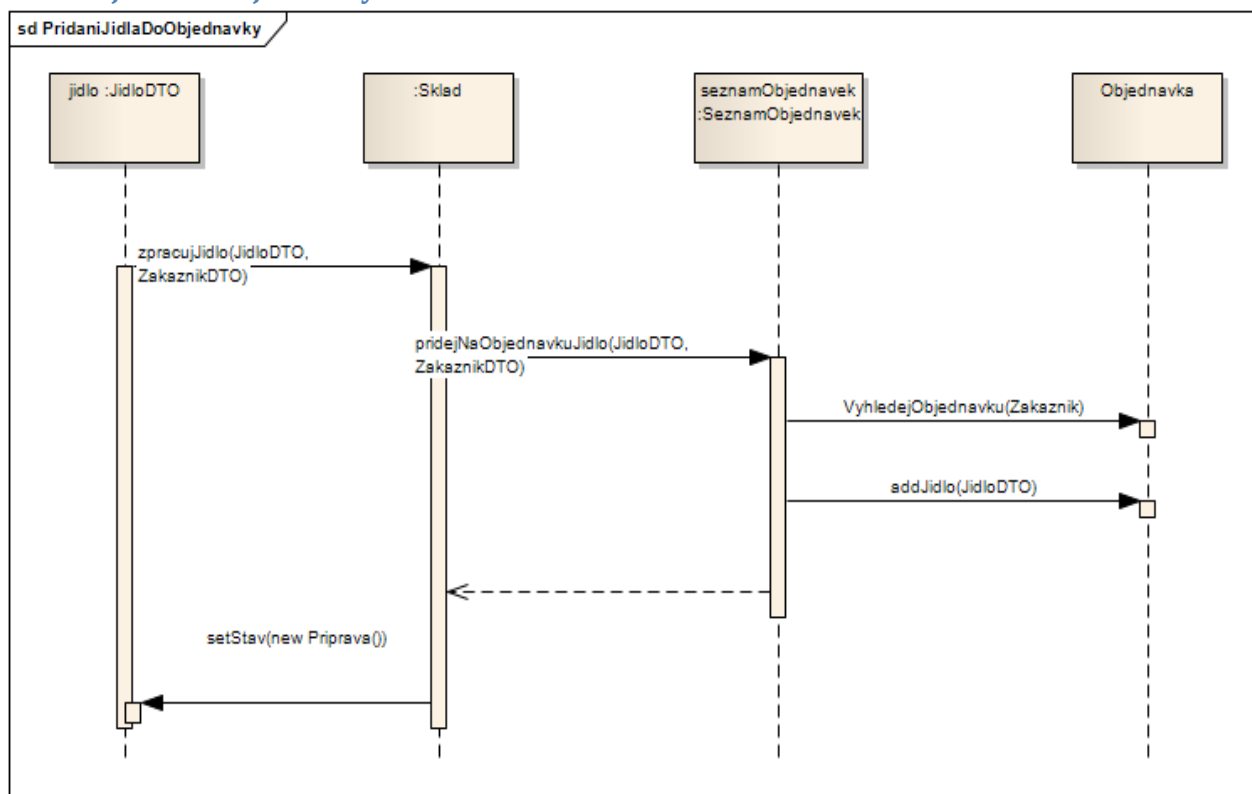 sd PridaniJidlaDoObjednavky
jidlo :JidloDTO
:Sklad
seznamObjednavek
:SeznamObjednavek
Objednavka
zpracujJidlo(JidloDTO,
ZakaznikDTO)
pridejNaObjednavkuJidlo(JidloDTO,
ZakaznikDTO)
VyhledejObjednavku(Zakaznik)
addJidlo(JidloDTO)
setStav(new Priprava())